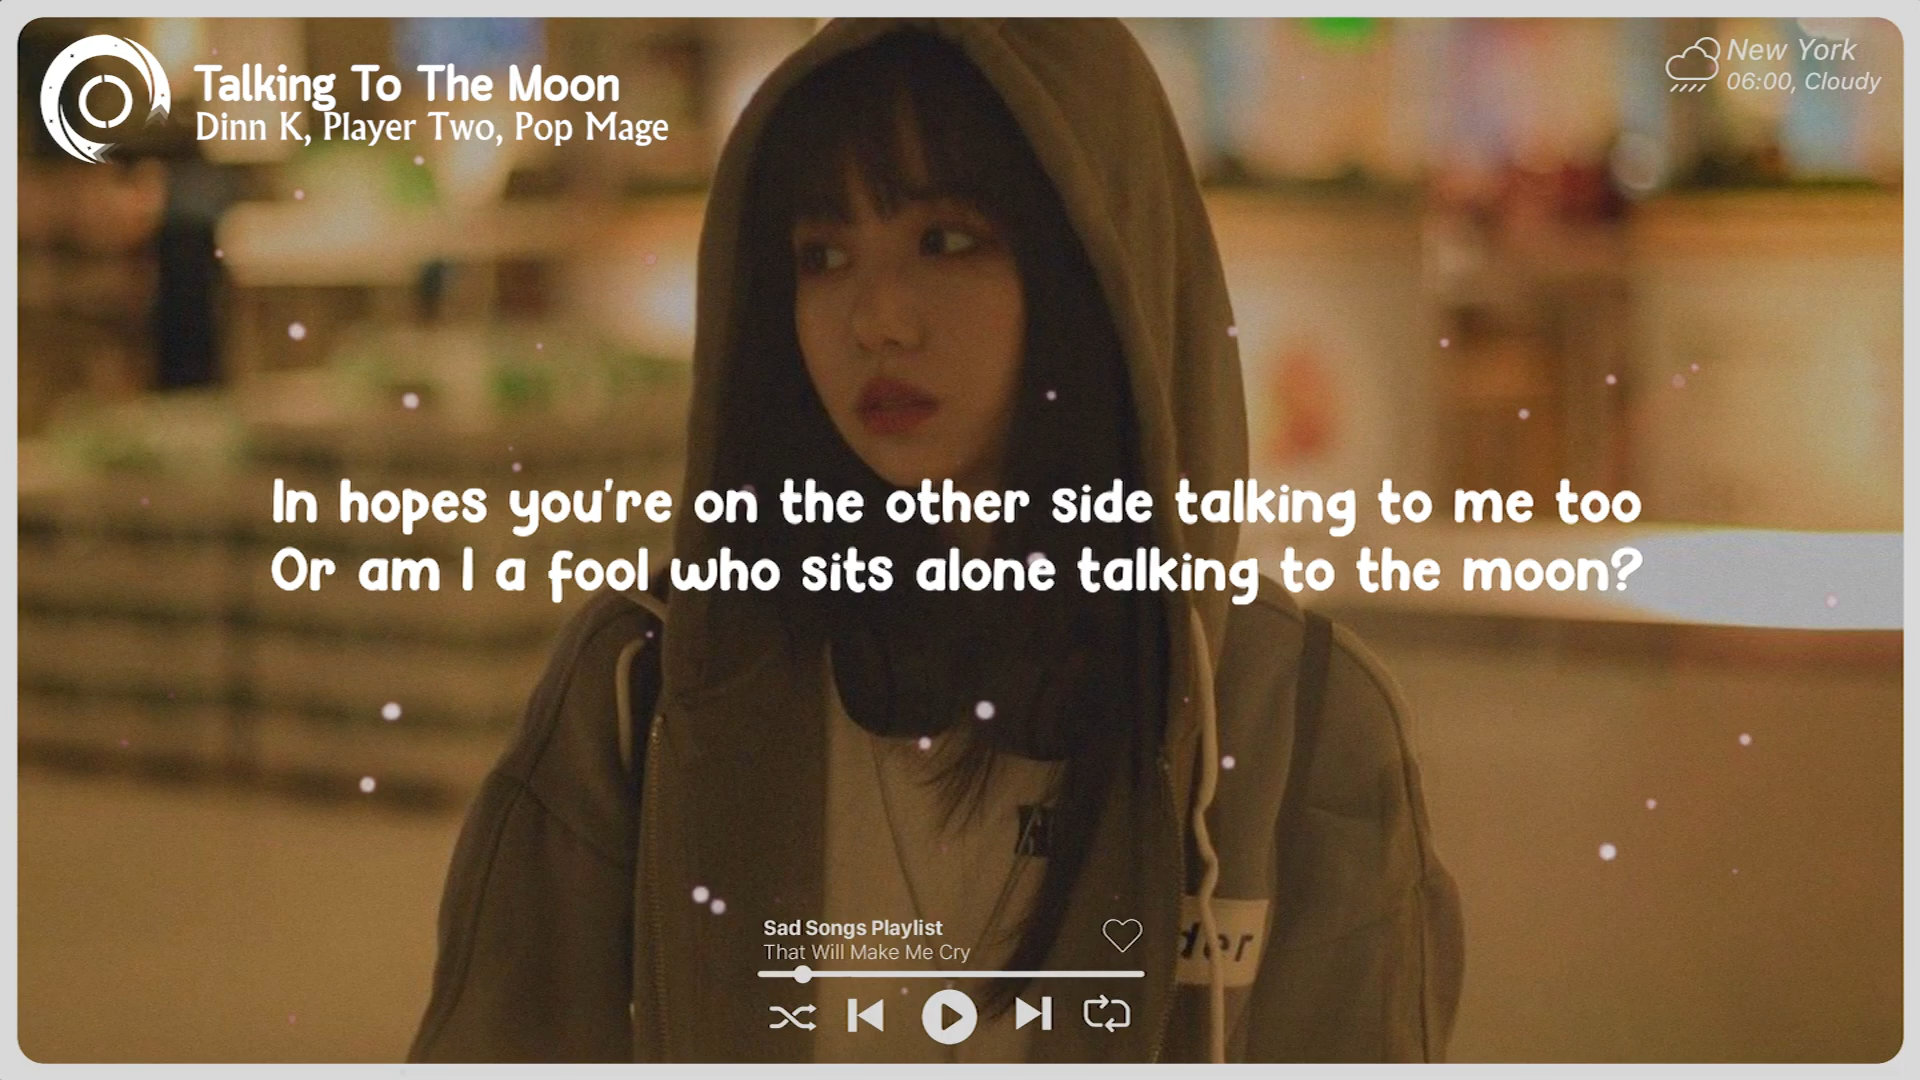 Talking To The Moon
Dinn K, Player Two, Pop Mage
New York
06:00, Cloudy
In hopes you're on the other side talking to me too
Or am I a fool who sits alone talking to the moon?
Sad Songs Playlist
That Will Make Me Cry
der